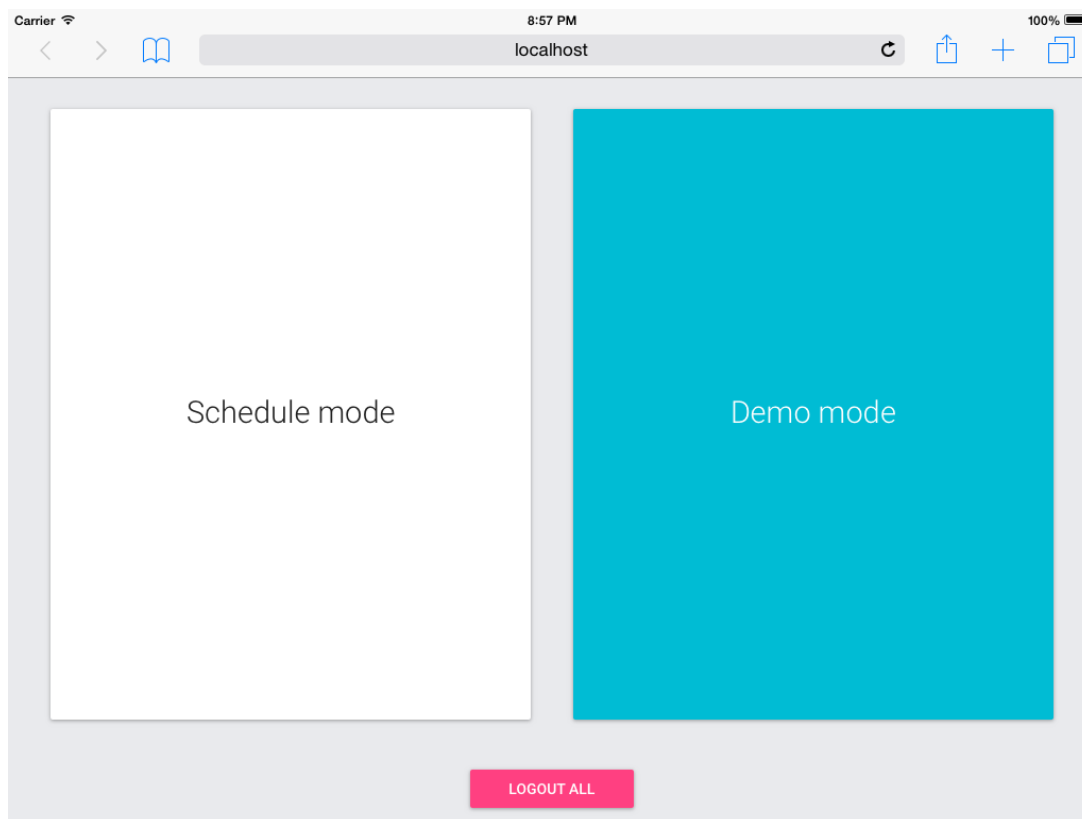 Carrier 8:57 PM 100%
localhost
Schedule mode
Demo mode
LOGOUT ALL